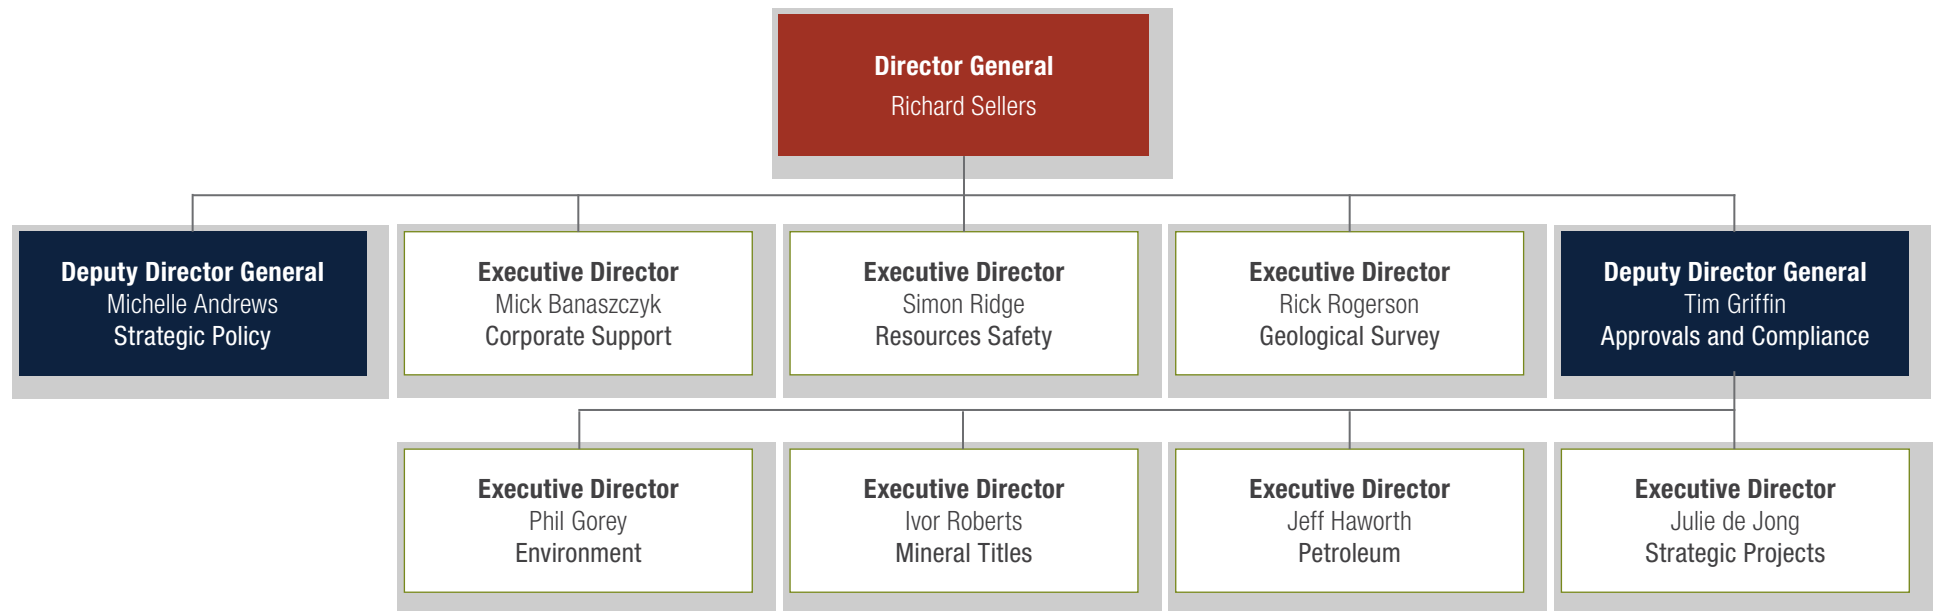 Director General
Richard Sellers
Deputy Director General
Michelle Andrews
Strategic Policy
Executive Director
Mick Banaszczyk
Corporate Support
Executive Director
Simon Ridge
Resources Safety
Executive Director
Rick Rogerson
Geological Survey
Deputy Director General
Tim Griffin
Approvals and Compliance
Executive Director
Phil Gorey
Environment
Executive Director
Ivor Roberts
Mineral Titles
Executive Director
Jeff Haworth
Petroleum
Executive Director
Julie de Jong
Strategic Projects